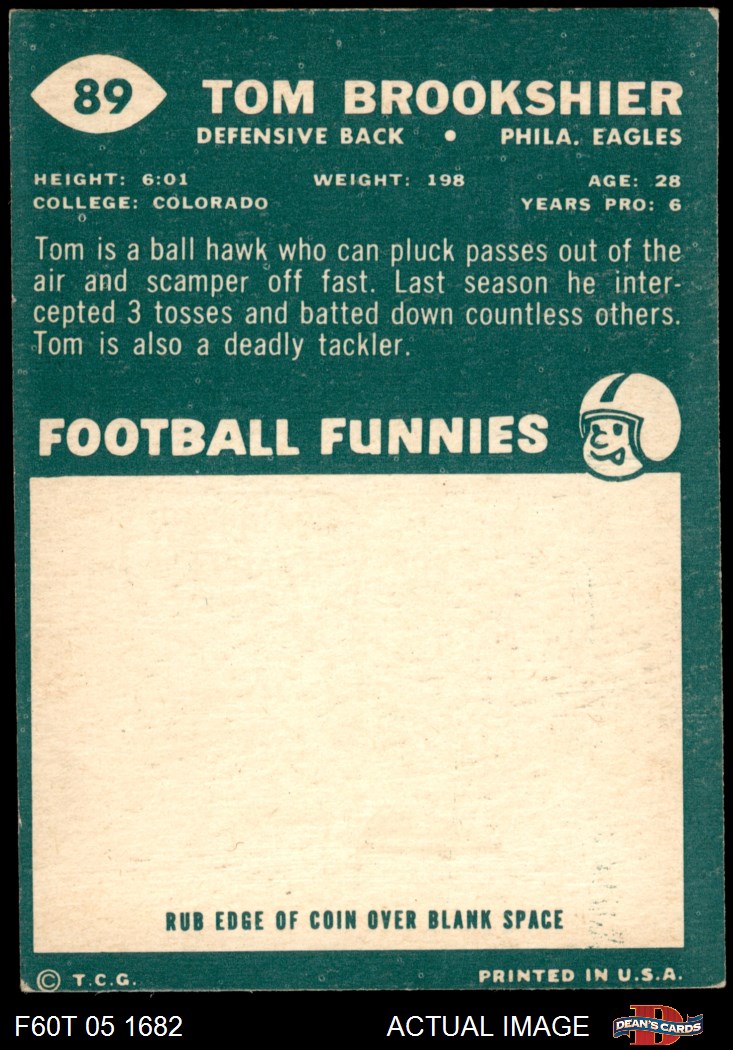 89
TOM BROOKSHIER
DEFENSIVE BACK • PHILA. EAGLES
HEIGHT: 6:01 WEIGHT: 198 AGE: 28
COLLEGE: COLORADO YEARS PRO: 6
Tom is a ball hawk who can pluck passes out of the
air and scamper off fast. Last season he inter-
cepted 3 tosses and batted down countless others.
Tom is also a deadly tackler.
FOOTBALL FUNNIES
RUB EDGE OF COIN OVER BLANK SPACE
© T.C.G. PRINTED IN U.S.A.
F60T 05 1682 ACTUAL IMAGE D DEAN'S CARDS